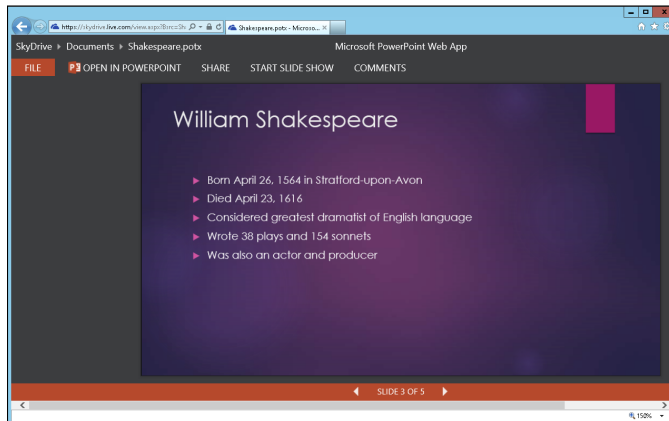 https://skydrive.live.com/view.aspx?Bsrc=Sh
Shakespeare.potx - Microso...
SkyDrive Documents Shakespeare.potx
Microsoft PowerPoint Web App
FILE
OPEN IN POWERPOINT
SHARE
START SLIDE SHOW
COMMENTS
William Shakespeare
Born April 26, 1564 in Stratford-upon-Avon
Died April 23, 1616
Considered greatest dramatist of English language
Wrote 38 plays and 154 sonnets
Was also an actor and producer
SLIDE 3 OF 5
150%